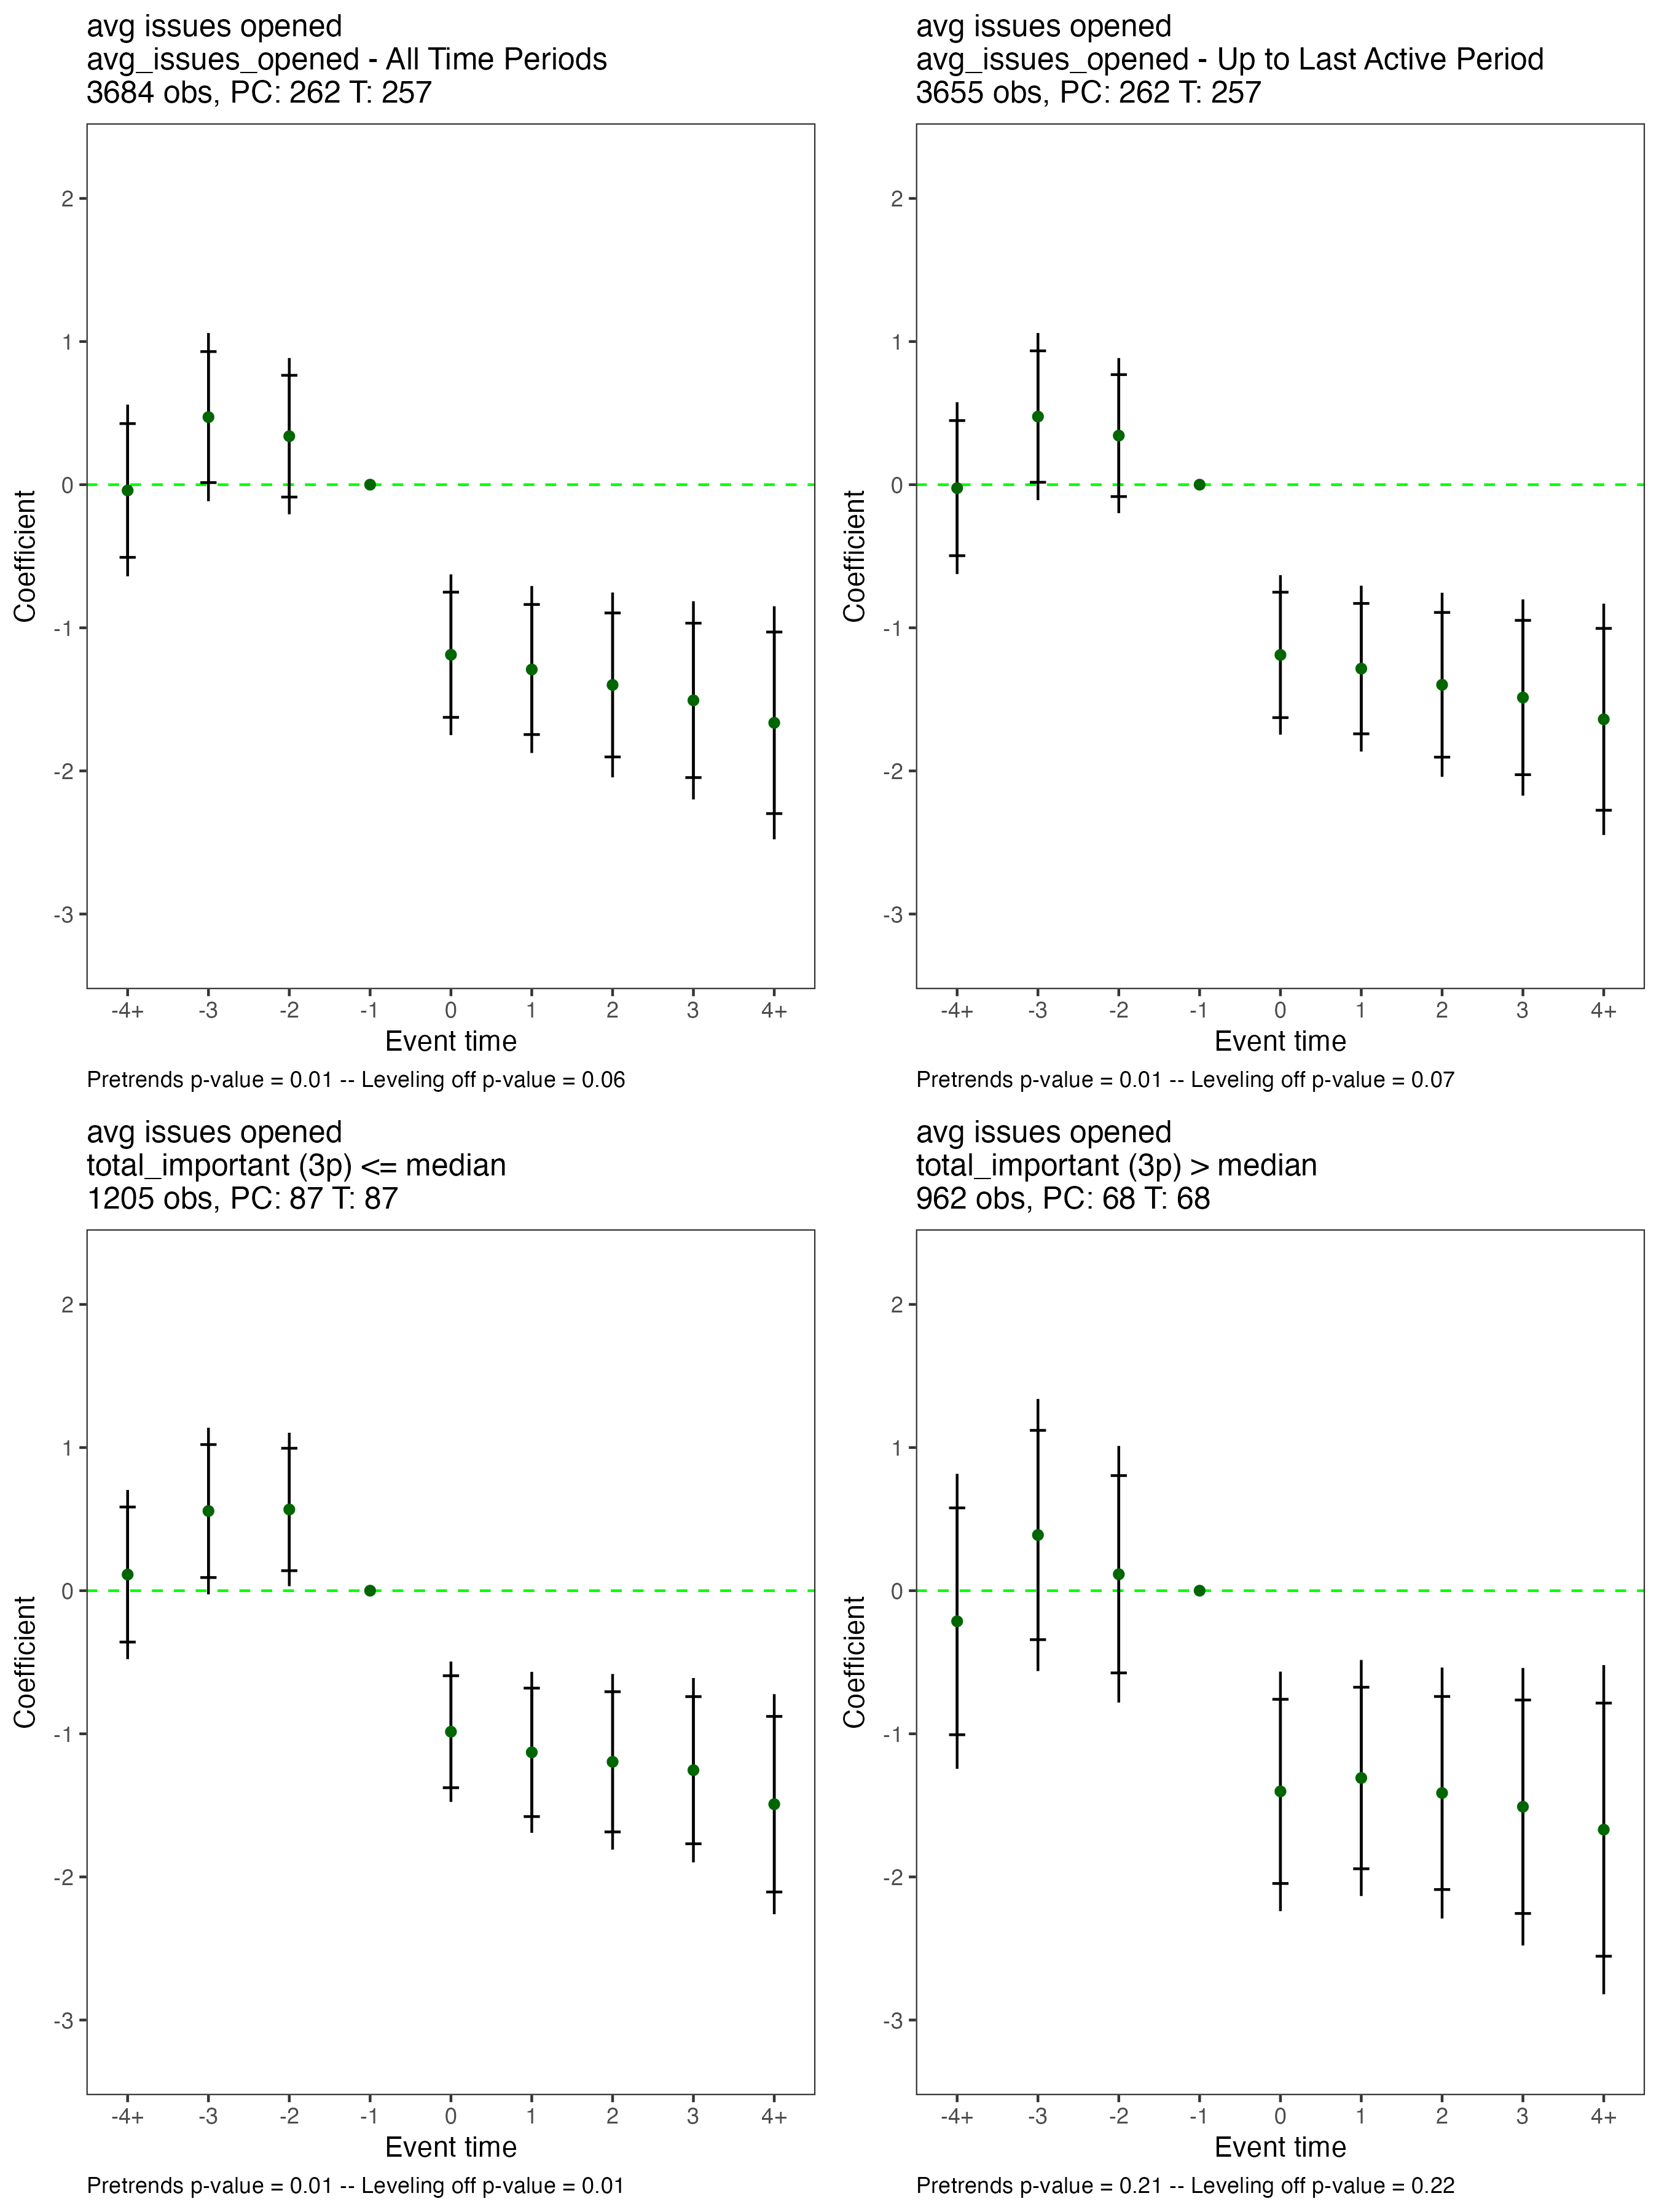 avg issues opened
avg_issues_opened - All Time Periods
3684 obs, PC: 262 T: 257
2
1
0
-1
-2
-3
Coefficient
-4+ -3 -2 -1 0 1 2 3 4+
Event time
Pretrends p-value = 0.01 -- Leveling off p-value = 0.06
avg issues opened
avg_issues_opened - Up to Last Active Period
3655 obs, PC: 262 T: 257
2
1
0
-1
-2
-3
Coefficient
-4+ -3 -2 -1 0 1 2 3 4+
Event time
Pretrends p-value = 0.01 -- Leveling off p-value = 0.07
avg issues opened
total_important (3p) <= median
1205 obs, PC: 87 T: 87
2
1
0
-1
-2
-3
Coefficient
-4+ -3 -2 -1 0 1 2 3 4+
Event time
Pretrends p-value = 0.01 -- Leveling off p-value = 0.01
avg issues opened
total_important (3p) > median
962 obs, PC: 68 T: 68
2
1
0
-1
-2
-3
Coefficient
-4+ -3 -2 -1 0 1 2 3 4+
Event time
Pretrends p-value = 0.21 -- Leveling off p-value = 0.22